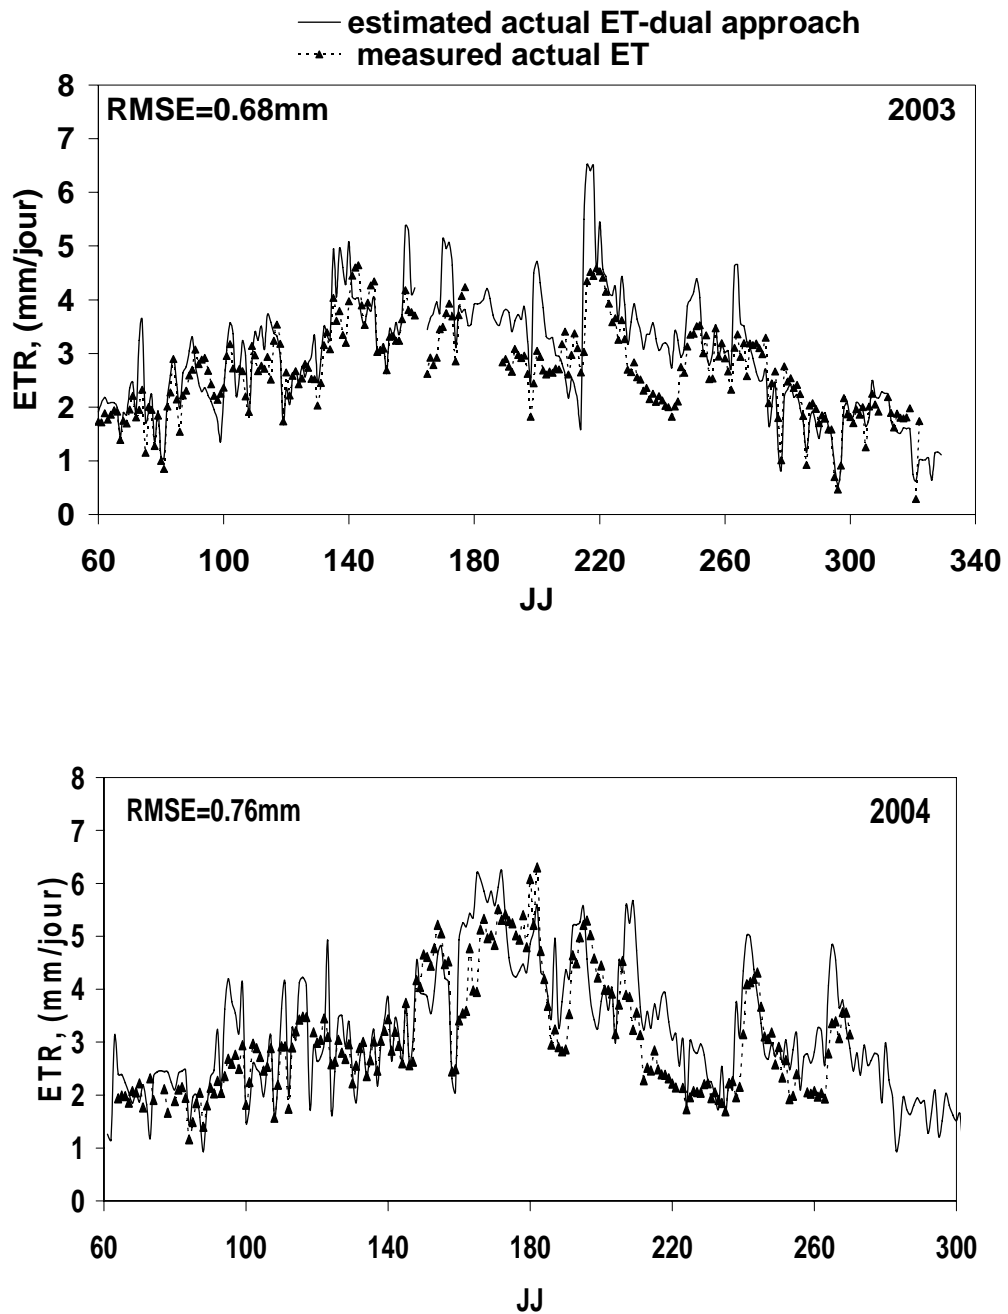 estimated actual ET-dual approach
measured actual ET
8
RMSE=0.68mm 2003
7
6
5
4
3
2
1
0
ETR, (mm/jour)
60 100 140 180 220 260 300 340
JJ
8
RMSE=0.76mm 2004
7
6
5
4
3
2
1
0
ETR, (mm/jour)
60 100 140 180 220 260 300
JJ